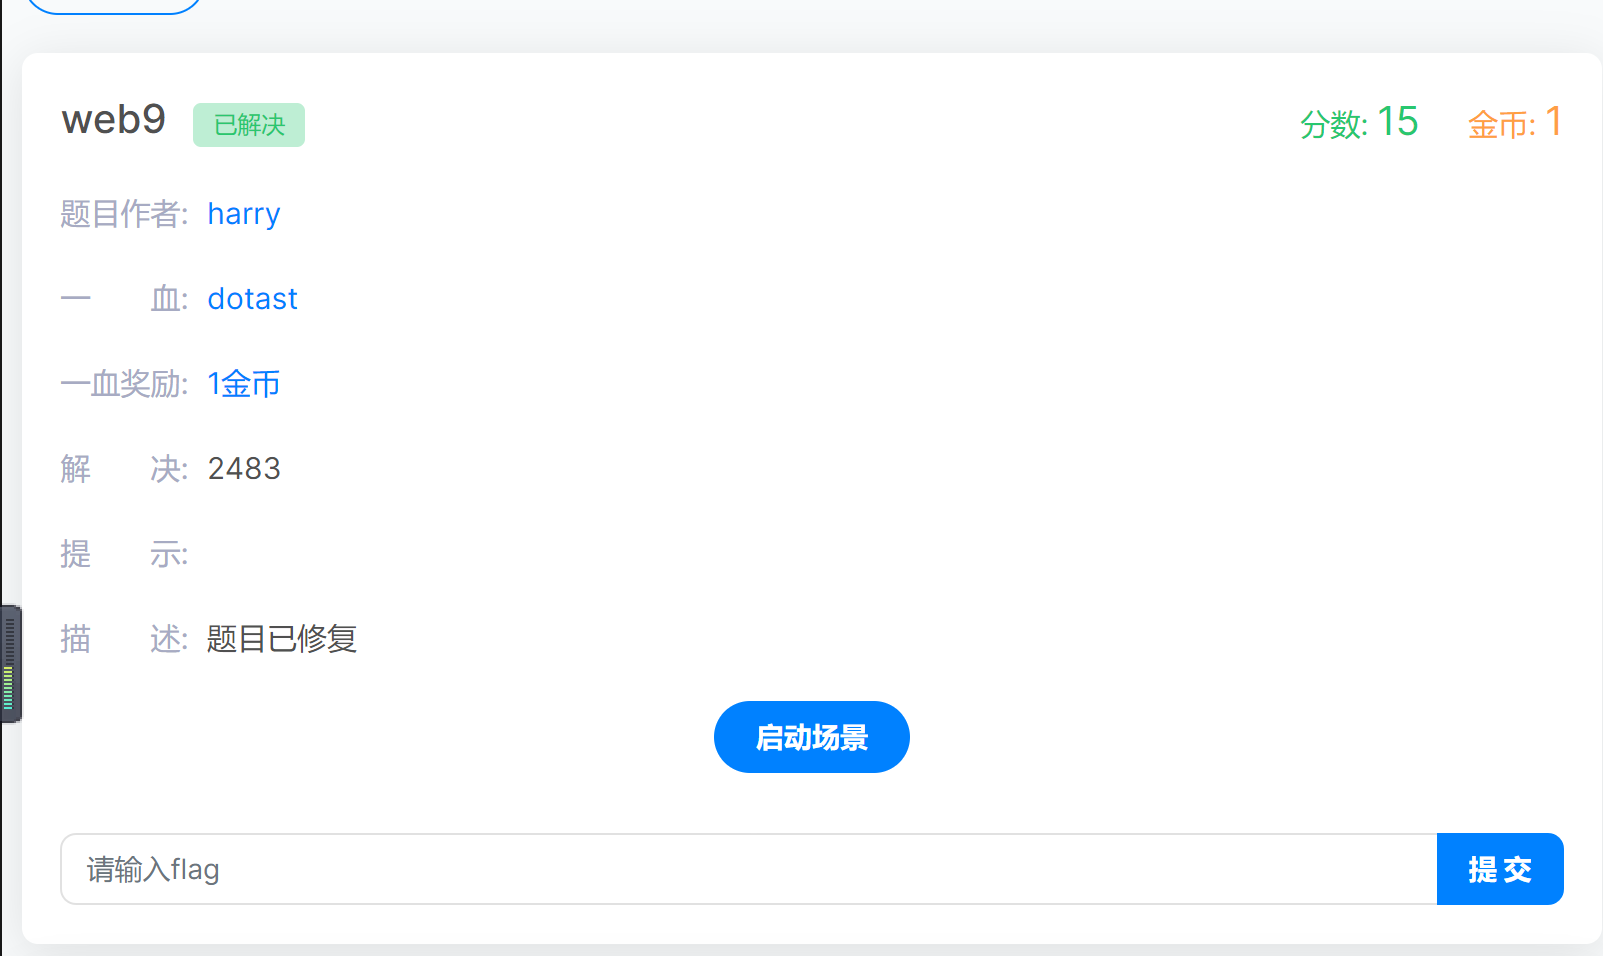 web9 已解决 分数: 15 金币: 1
题目作者: harry
一 血: dotast
一血奖励: 1金币
解 决: 2483
提 示:
描 述: 题目已修复
启动场景
请输入flag 提 交